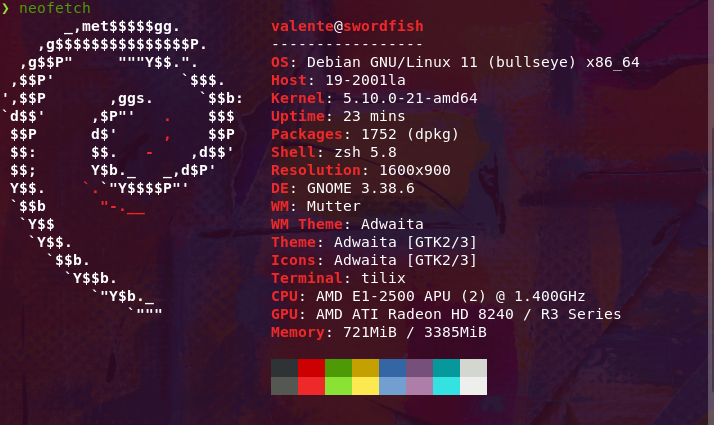 ❯ neofetch
       _,met$$$$$gg.          valente@swordfish
    ,g$$$$$$$$$$$$$$$P.       -----------------
  ,g$$P"     """Y$$.".        OS: Debian GNU/Linux 11 (bullseye) x86_64
 ,$$P'              `$$$.     Host: 19-2001la
',$$P       ,ggs.     `$$b:   Kernel: 5.10.0-21-amd64
`d$$'     ,$P"'   .    $$$    Uptime: 23 mins
 $$P      d$'     ,    $$P    Packages: 1752 (dpkg)
 $$:      $$.   -    ,d$$'    Shell: zsh 5.8
 $$;      Y$b._   _,d$P'      Resolution: 1600x900
 Y$$.    `.`"Y$$$$P"'         DE: GNOME 3.38.6
 `$$b      "-.__              WM: Mutter
  `Y$$                        WM Theme: Adwaita
   `Y$$.                      Theme: Adwaita [GTK2/3]
     `$$b.                    Icons: Adwaita [GTK2/3]
       `Y$$b.                 Terminal: tilix
          `"Y$b._             CPU: AMD E1-2500 APU (2) @ 1.400GHz
              `"""            GPU: AMD ATI Radeon HD 8240 / R3 Series
                              Memory: 721MiB / 3385MiB